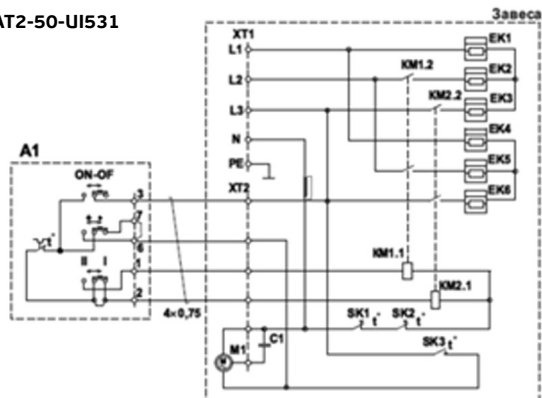 AT2-50-UI531
Завеса
XT1
L1
L2
L3
N
PE
XT2
EK1
EK2
EK3
EK4
EK5
EK6
KM1.2
KM2.2
A1
ON-OF
3
7
6
t°
II I
1
2
4×0,75
KM1.1
KM2.1
SK1 t°
SK2 t°
SK3 t°
M1
C1